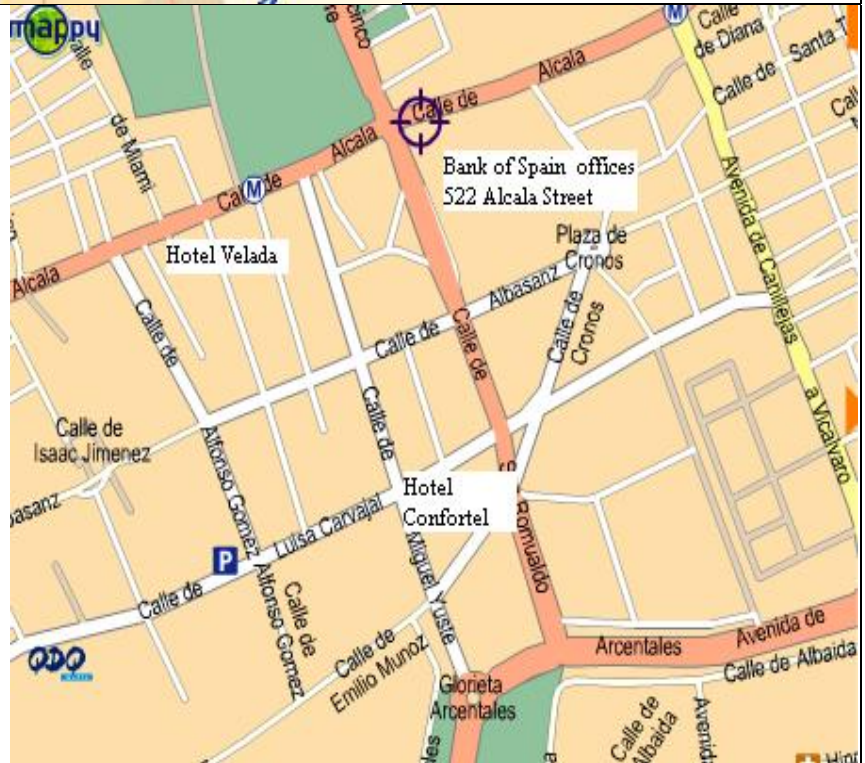 mappy
M
Calle
de Diana
Calle de
Santa T
Calle de
Alcala
Calle de
Alcala
Calle de
M
Alcala
de Miami
Bank of Spain offices
522 Alcala Street
Hotel Velada
Plaza de
Cronos
Avenida de Canillejas
a Vicalvaro
Calle de
Albasanz
Calle de
Cronos
Calle de
Calle de
Alfonso Gomez
Alfonso Gomez
Calle de
Isaac Jimenez
Calle de
Miguel Yuste
Hotel
Confortel
Romualdo
P
Calle de
Luisa Carvajal
Calle de
Calle de
Emilio Munoz
Glorieta
Arcentales
Avenida de
Arcentales
Calle de Albaida
Calle de
Albaida
Avenida